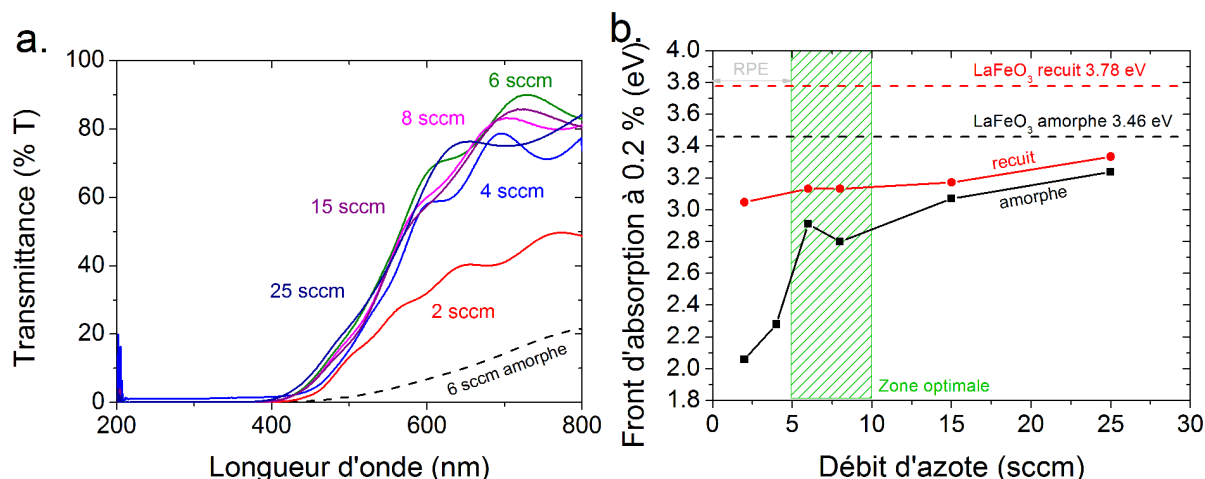 a.
100
80
60
40
20
0
200
400
600
800
Transmittance (% T)
Longueur d'onde (nm)
6 sccm
8 sccm
4 sccm
15 sccm
25 sccm
2 sccm
6 sccm amorphe
b.
4.0
3.8
3.6
3.4
3.2
3.0
2.8
2.6
2.4
2.2
2.0
1.8
0
5
10
15
20
25
30
Front d'absorption à 0.2 % (eV)
Débit d'azote (sccm)
RPE
LaFeO₃ recuit 3.78 eV
LaFeO₃ amorphe 3.46 eV
recuit
amorphe
Zone optimale